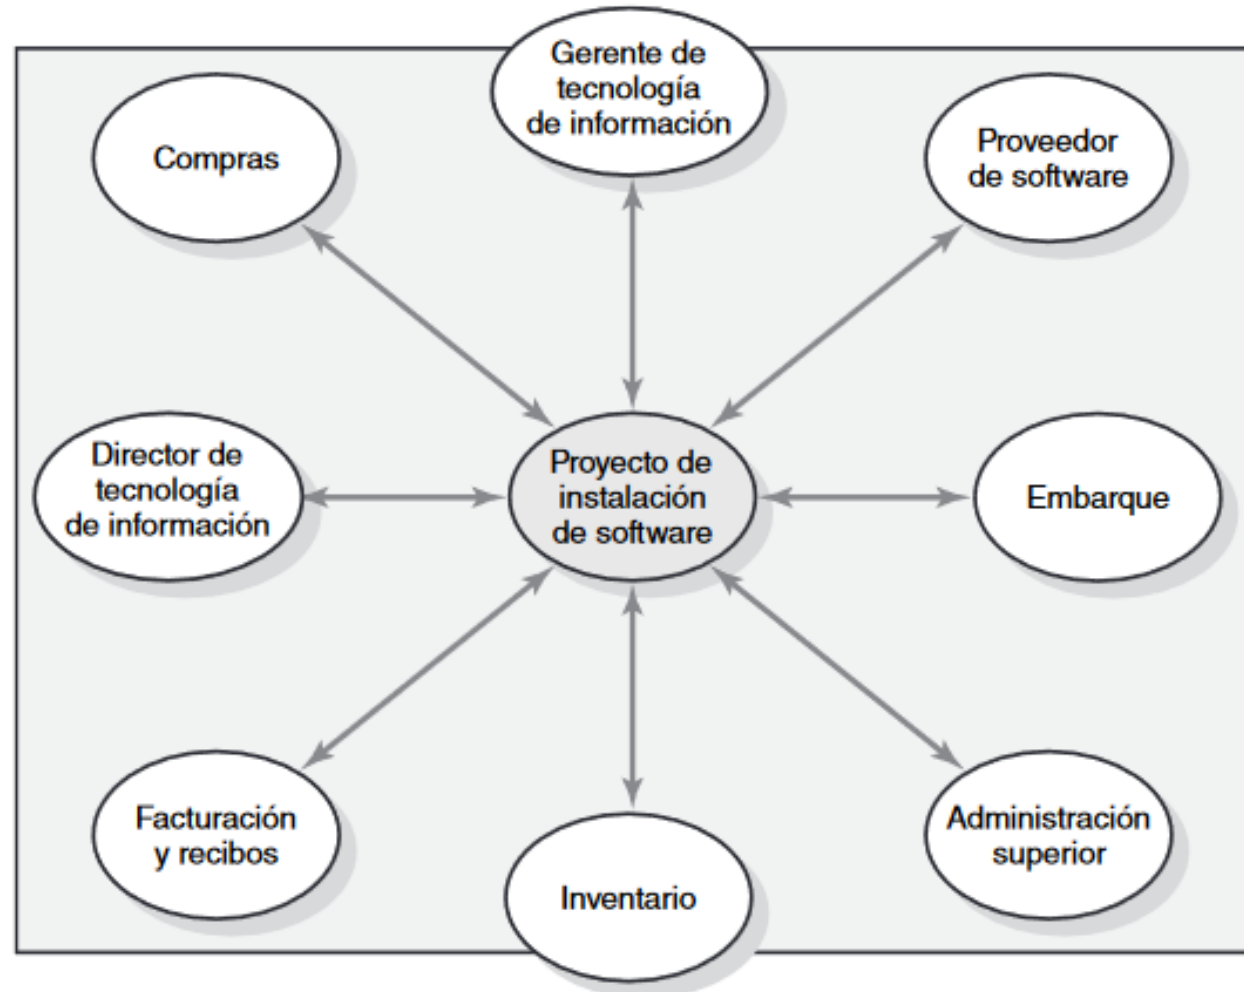 Gerente de
tecnología
de información
Compras
Proveedor
de software
Director de
tecnología
de información
Proyecto de
instalación
de software
Embarque
Facturación
y recibos
Inventario
Administración
superior